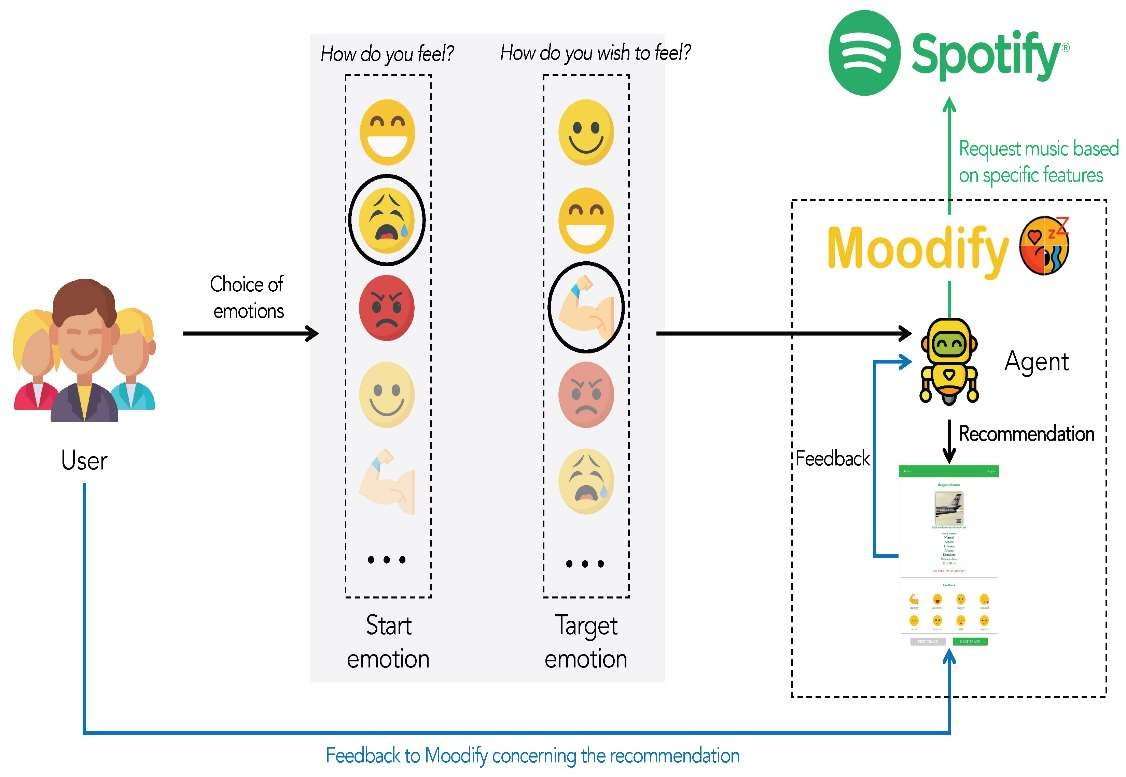 How do you feel?
How do you wish to feel?
Spotify®
Request music based
on specific features
Moodify
zZ
Choice of
emotions
Agent
Recommendation
Feedback
User
...
...
Start
emotion
Target
emotion
Feedback to Moodify concerning the recommendation